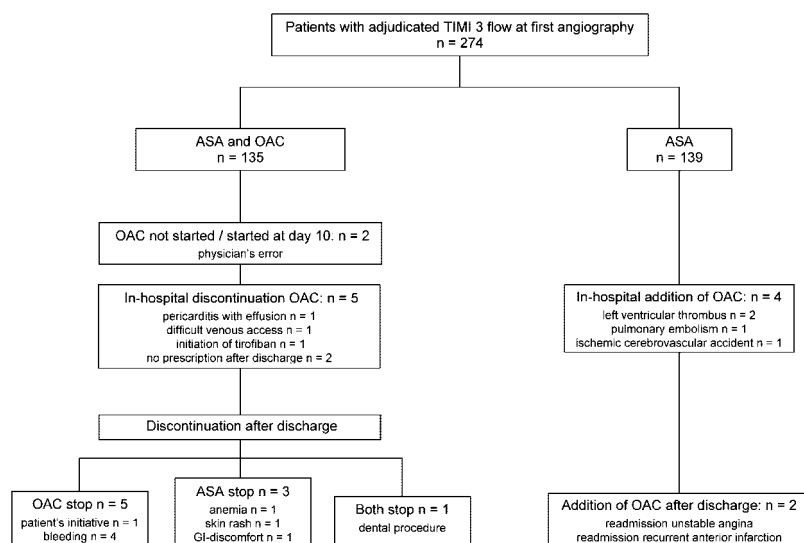 Patients with adjudicated TIMI 3 flow at first angiography
n = 274
ASA and OAC
n = 135
ASA
n = 139
OAC not started / started at day 10: n = 2
physician's error
In-hospital discontinuation OAC: n = 5
pericarditis with effusion n = 1
difficult venous access n = 1
initiation of tirofiban n = 1
no prescription after discharge n = 2
In-hospital addition of OAC: n = 4
left ventricular thrombus n = 2
pulmonary embolism n = 1
ischemic cerebrovascular accident n = 1
Discontinuation after discharge
OAC stop n = 5
patient's initiative n = 1
bleeding n = 4
ASA stop n = 3
anemia n = 1
skin rash n = 1
GI-discomfort n = 1
Both stop n = 1
dental procedure
Addition of OAC after discharge: n = 2
readmission unstable angina
readmission recurrent anterior infarction